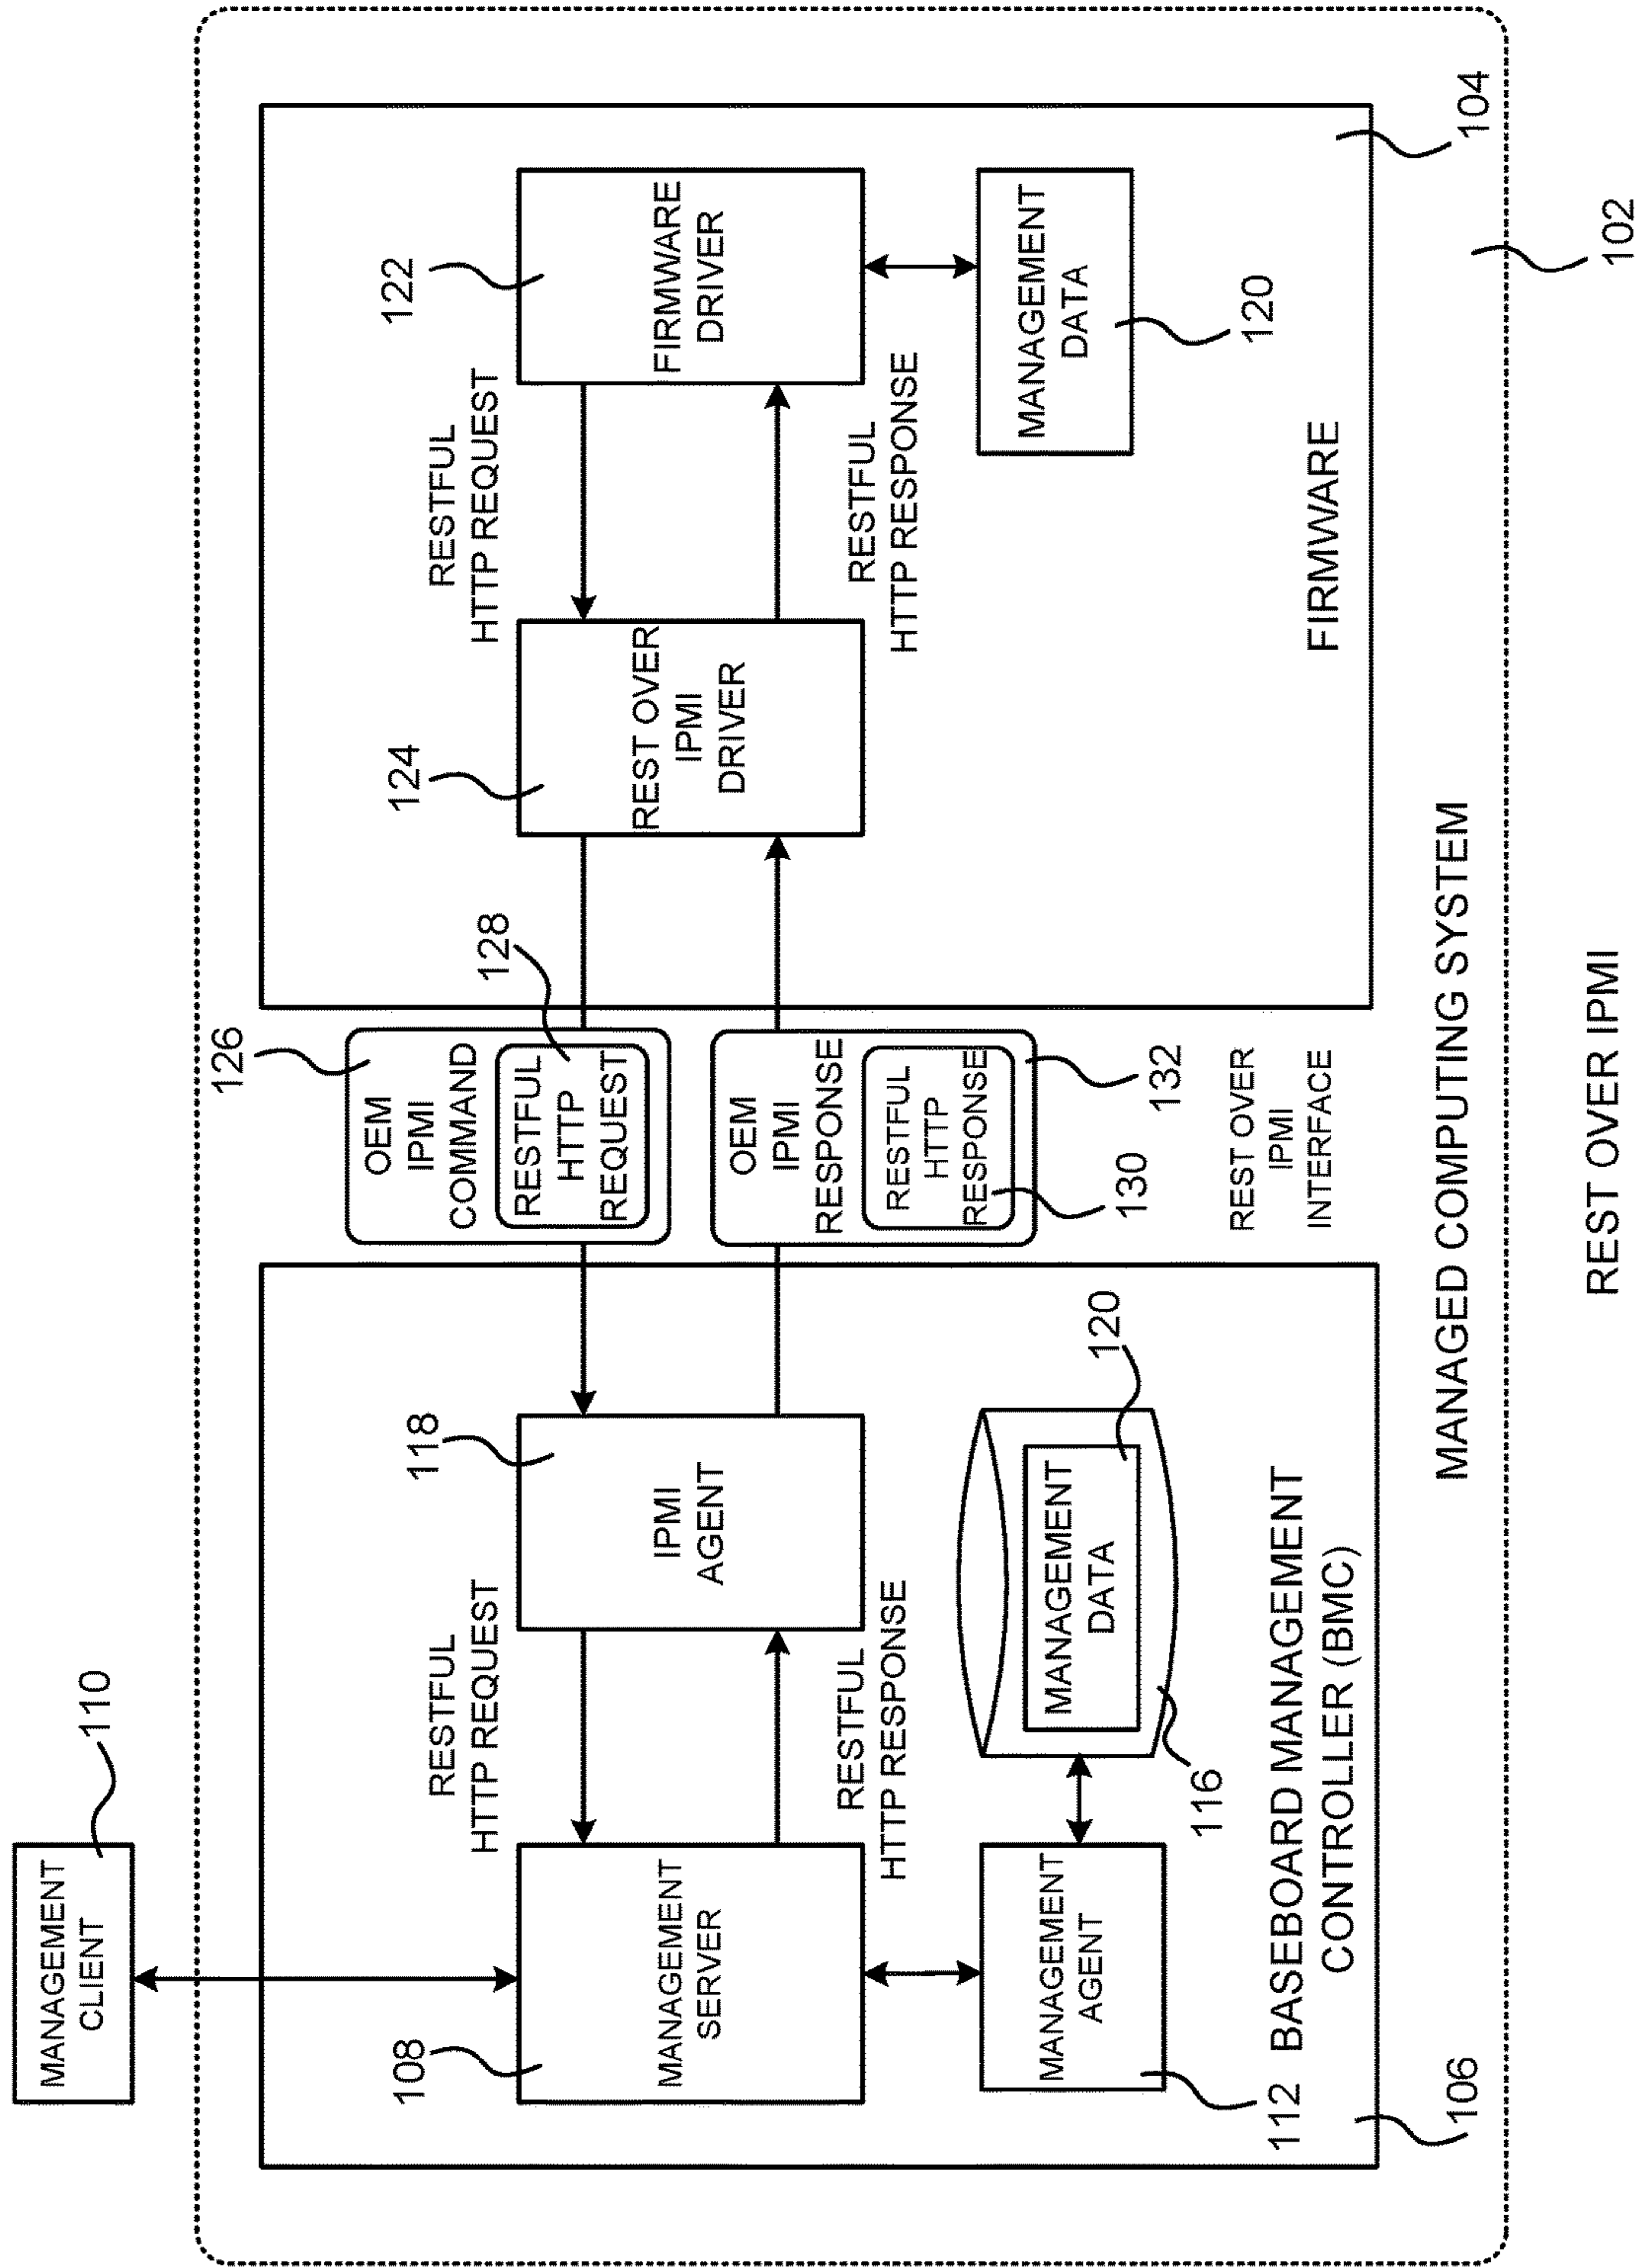 MANAGEMENT
CLIENT
110
108
MANAGEMENT
SERVER
RESTFUL
HTTP REQUEST
RESTFUL
HTTP RESPONSE
118
IPMI
AGENT
MANAGEMENT
AGENT
112
116
MANAGEMENT
DATA
120
BASEBOARD MANAGEMENT
CONTROLLER (BMC)
106
126
OEM
IPMI
COMMAND
RESTFUL
HTTP
REQUEST
128
OEM
IPMI
RESPONSE
RESTFUL
HTTP
RESPONSE
130
132
REST OVER
IPMI
INTERFACE
124
REST OVER
IPMI
DRIVER
RESTFUL
HTTP REQUEST
RESTFUL
HTTP RESPONSE
122
FIRMWARE
DRIVER
MANAGEMENT
DATA
120
FIRMWARE
104
MANAGED COMPUTING SYSTEM
102
REST OVER IPMI